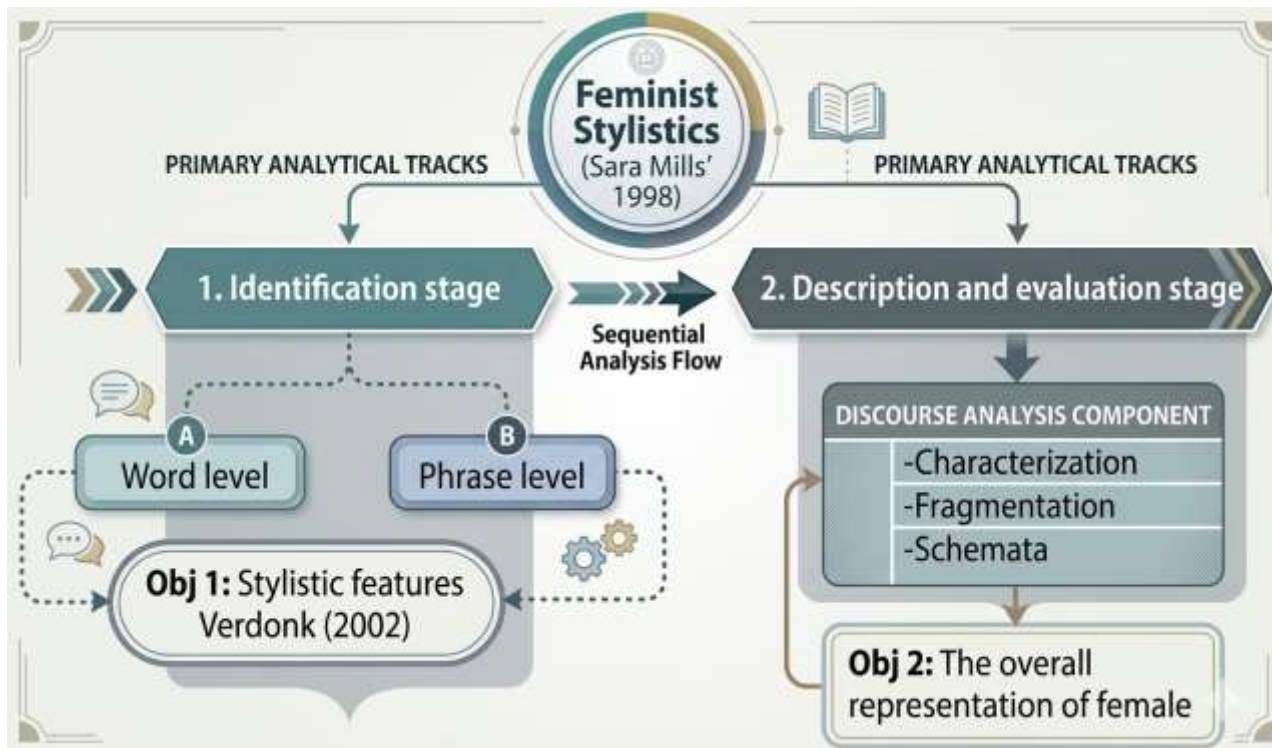 Feminist
Stylistics
(Sara Mills'
1998)
PRIMARY ANALYTICAL TRACKS
PRIMARY ANALYTICAL TRACKS
1. Identification stage
Sequential
Analysis Flow
2. Description and evaluation stage
A
Word level
B
Phrase level
Obj 1: Stylistic features
Verdonk (2002)
DISCOURSE ANALYSIS COMPONENT
-Characterization
-Fragmentation
-Schemata
Obj 2: The overall
representation of female